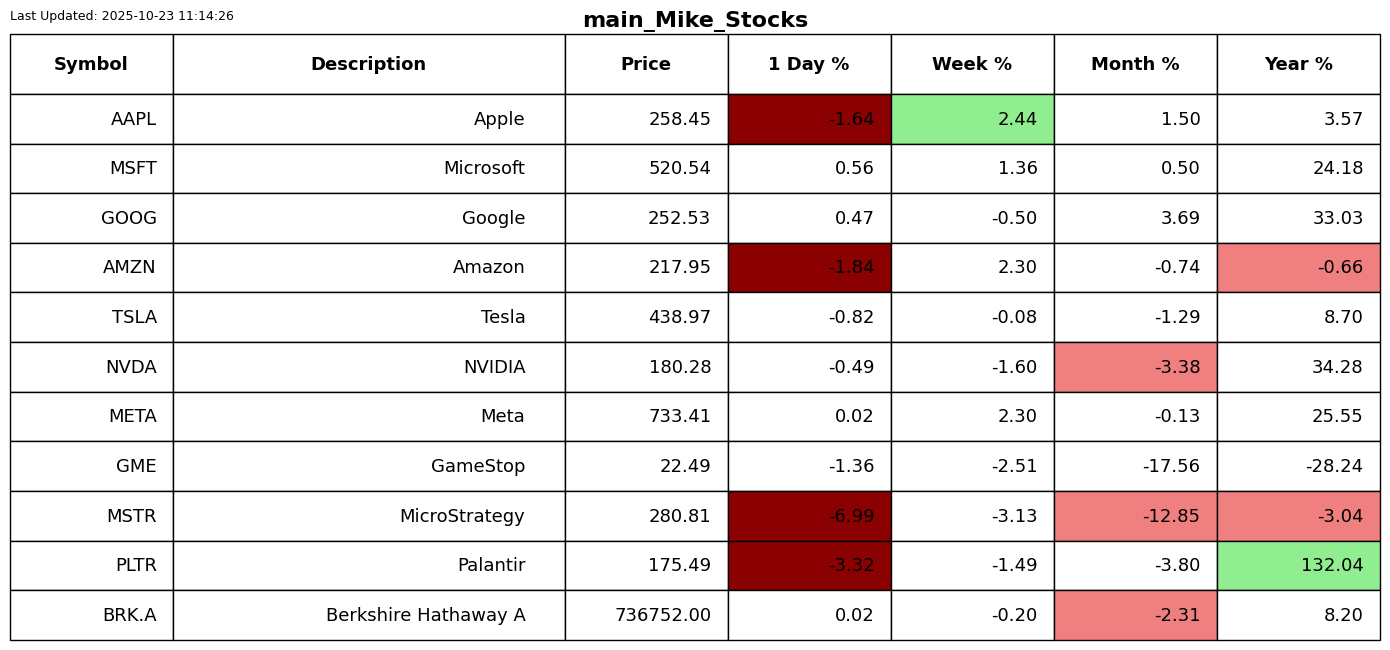 Last Updated: 2025-10-23 11:14:26
main_Mike_Stocks
Symbol Description Price 1 Day % Week % Month % Year %
AAPL Apple 258.45 -1.64 2.44 1.50 3.57
MSFT Microsoft 520.54 0.56 1.36 0.50 24.18
GOOG Google 252.53 0.47 -0.50 3.69 33.03
AMZN Amazon 217.95 -1.84 2.30 -0.74 -0.66
TSLA Tesla 438.97 -0.82 -0.08 -1.29 8.70
NVDA NVIDIA 180.28 -0.49 -1.60 -3.38 34.28
META Meta 733.41 0.02 2.30 -0.13 25.55
GME GameStop 22.49 -1.36 -2.51 -17.56 -28.24
MSTR MicroStrategy 280.81 -6.99 -3.13 -12.85 -3.04
PLTR Palantir 175.49 -3.32 -1.49 -3.80 132.04
BRK.A Berkshire Hathaway A 736752.00 0.02 -0.20 -2.31 8.20